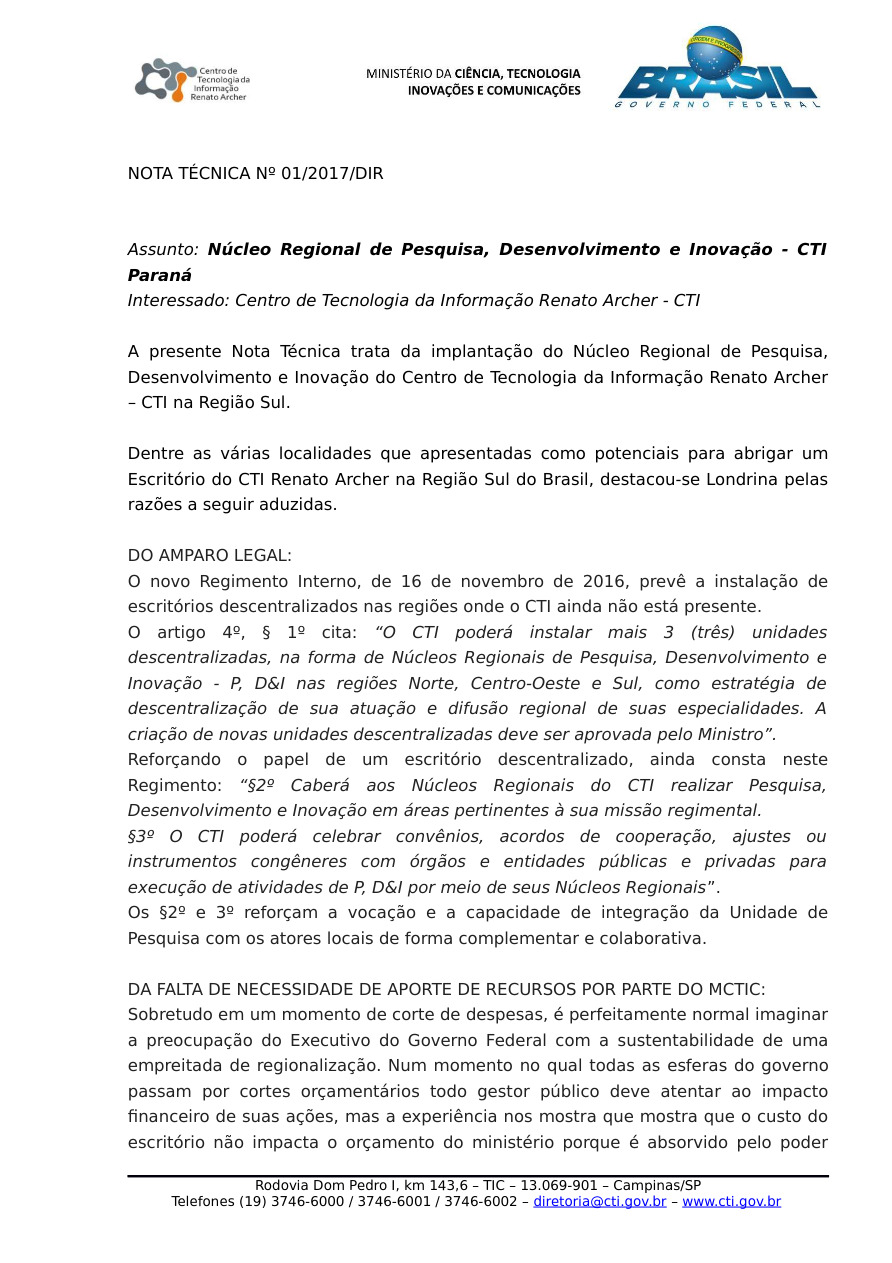 Centro de
Tecnologia da
Informação
Renato Archer
MINISTÉRIO DA CIÊNCIA, TECNOLOGIA
INOVAÇÕES E COMUNICAÇÕES
ORDEM E PROGRESSO
BRASIL
GOVERNO FEDERAL
NOTA TÉCNICA Nº 01/2017/DIR
Assunto: Núcleo Regional de Pesquisa, Desenvolvimento e Inovação - CTI
Paraná
Interessado: Centro de Tecnologia da Informação Renato Archer - CTI
A presente Nota Técnica trata da implantação do Núcleo Regional de Pesquisa,
Desenvolvimento e Inovação do Centro de Tecnologia da Informação Renato Archer
– CTI na Região Sul.
Dentre as várias localidades que apresentadas como potenciais para abrigar um
Escritório do CTI Renato Archer na Região Sul do Brasil, destacou-se Londrina pelas
razões a seguir aduzidas.
DO AMPARO LEGAL:
O novo Regimento Interno, de 16 de novembro de 2016, prevê a instalação de
escritórios descentralizados nas regiões onde o CTI ainda não está presente.
O artigo 4º, § 1º cita: “O CTI poderá instalar mais 3 (três) unidades
descentralizadas, na forma de Núcleos Regionais de Pesquisa, Desenvolvimento e
Inovação - P, D&I nas regiões Norte, Centro-Oeste e Sul, como estratégia de
descentralização de sua atuação e difusão regional de suas especialidades. A
criação de novas unidades descentralizadas deve ser aprovada pelo Ministro”.
Reforçando o papel de um escritório descentralizado, ainda consta neste
Regimento: “§2º Caberá aos Núcleos Regionais do CTI realizar Pesquisa,
Desenvolvimento e Inovação em áreas pertinentes à sua missão regimental.
§3º O CTI poderá celebrar convênios, acordos de cooperação, ajustes ou
instrumentos congêneres com órgãos e entidades públicas e privadas para
execução de atividades de P, D&I por meio de seus Núcleos Regionais”.
Os §2º e 3º reforçam a vocação e a capacidade de integração da Unidade de
Pesquisa com os atores locais de forma complementar e colaborativa.
DA FALTA DE NECESSIDADE DE APORTE DE RECURSOS POR PARTE DO MCTIC:
Sobretudo em um momento de corte de despesas, é perfeitamente normal imaginar
a preocupação do Executivo do Governo Federal com a sustentabilidade de uma
empreitada de regionalização. Num momento no qual todas as esferas do governo
passam por cortes orçamentários todo gestor público deve atentar ao impacto
financeiro de suas ações, mas a experiência nos mostra que mostra que o custo do
escritório não impacta o orçamento do ministério porque é absorvido pelo poder
Rodovia Dom Pedro I, km 143,6 – TIC – 13.069-901 – Campinas/SP
Telefones (19) 3746-6000 / 3746-6001 / 3746-6002 – diretoria@cti.gov.br – www.cti.gov.br